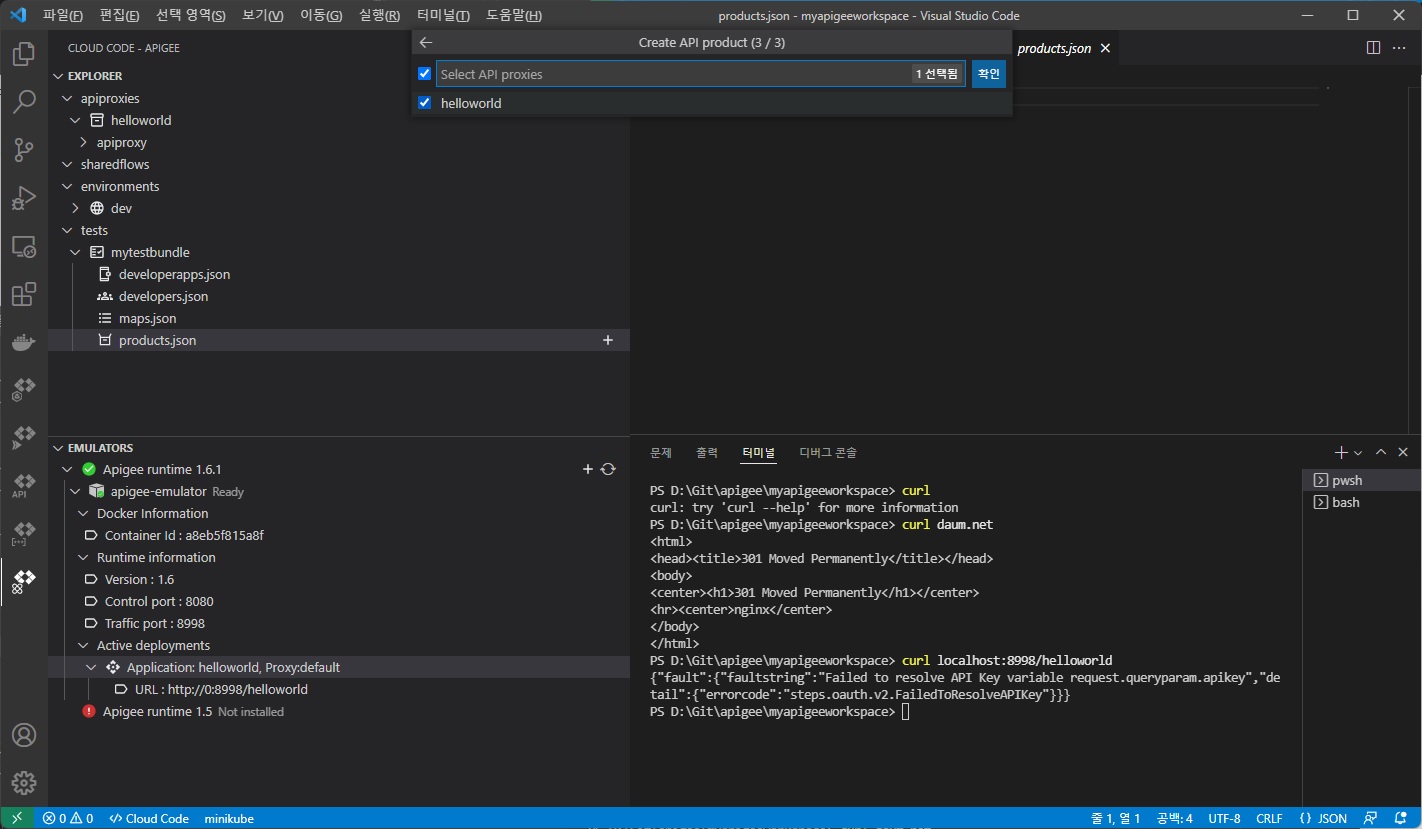 파일(F) 편집(E) 선택 영역(S) 보기(V) 이동(G) 실행(R) 터미널(T) 도움말(H)
products.json - myapigeeworkspace - Visual Studio Code
CLOUD CODE - APIGEE
Create API product (3 / 3)
products.json
Select API proxies
1 선택됨
확인
helloworld
EXPLORER
apiproxies
helloworld
apiproxy
sharedflows
environments
dev
tests
mytestbundle
developerapps.json
developers.json
maps.json
products.json
EMULATORS
Apigee runtime 1.6.1
apigee-emulator Ready
Docker Information
Container Id : a8eb5f815a8f
Runtime information
Version : 1.6
Control port : 8080
Traffic port : 8998
Active deployments
Application: helloworld, Proxy:default
URL : http://0:8998/helloworld
Apigee runtime 1.5 Not installed
API
문제 출력 터미널 디버그 콘솔
PS D:\Git\apigee\myapigeeworkspace> curl
curl: try 'curl --help' for more information
PS D:\Git\apigee\myapigeeworkspace> curl daum.net
<html>
<head><title>301 Moved Permanently</title></head>
<body>
<center><h1>301 Moved Permanently</h1></center>
<hr><center>nginx</center>
</body>
</html>
PS D:\Git\apigee\myapigeeworkspace> curl localhost:8998/helloworld
{"fault":{"faultstring":"Failed to resolve API Key variable request.queryparam.apikey","de
tail":{"errorcode":"steps.oauth.v2.FailedToResolveAPIKey"}}}
PS D:\Git\apigee\myapigeeworkspace>
pwsh
bash
0 0 Cloud Code minikube
줄 1, 열 1 공백: 4 UTF-8 CRLF {} JSON